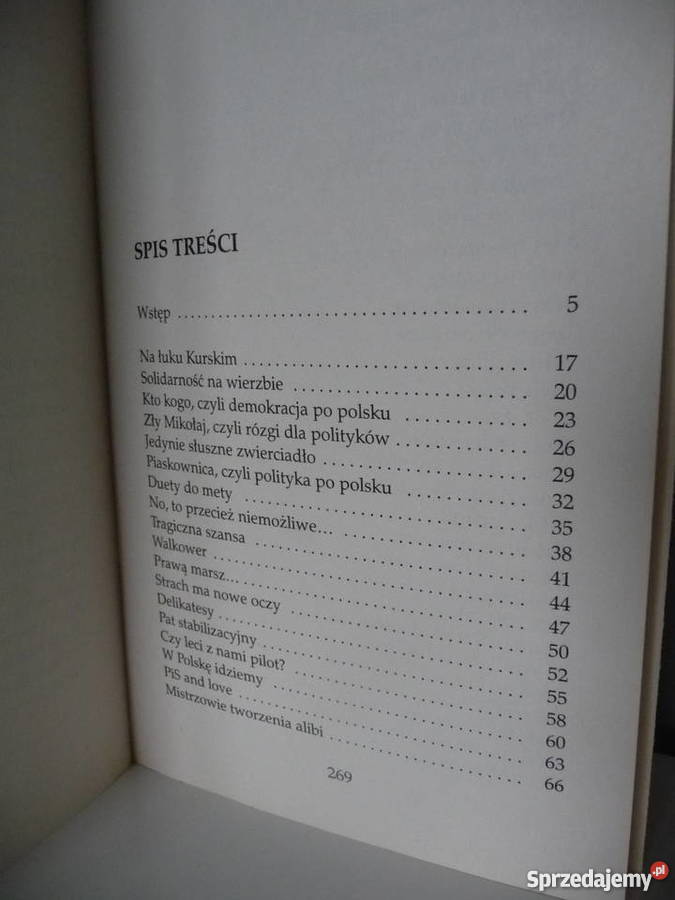 SPIS TREŚCI
Wstęp ........................................ 5
Na łuku Kurskim ........................................ 17
Solidarność na wierzbie ........................................ 20
Kto kogo, czyli demokracja po polsku ........................................ 23
Zły Mikołaj, czyli rózgi dla polityków ........................................ 26
Jedynie słuszne zwierciadło ........................................ 29
Piaskownica, czyli polityka po polsku ........................................ 32
Duety do mety ........................................ 35
No, to przecież niemożliwe... ........................................ 38
Tragiczna szansa ........................................ 41
Walkower ........................................ 44
Prawą marsz... ........................................ 47
Strach ma nowe oczy ........................................ 50
Delikatesy ........................................ 52
Pat stabilizacyjny ........................................ 55
Czy leci z nami pilot? ........................................ 58
W Polskę idziemy ........................................ 60
PiS and love ........................................ 63
Mistrzowie tworzenia alibi ........................................ 66
269
Sprzedajemy.pl